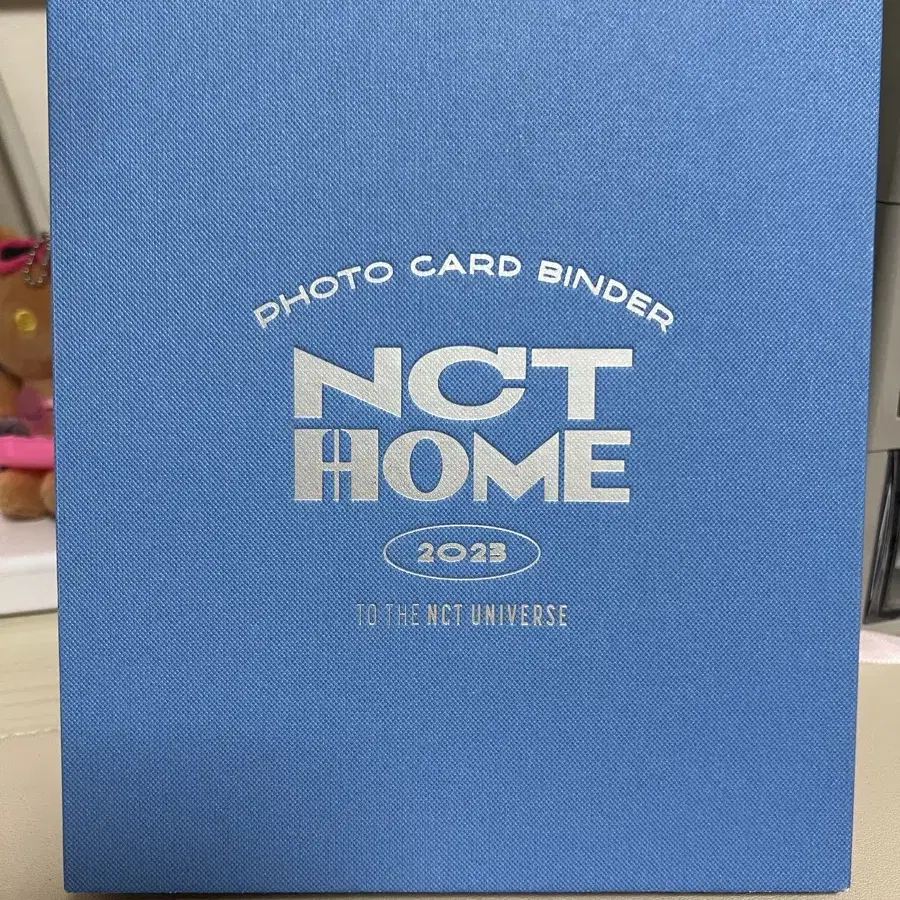 PHOTO CARD BINDER
NCT
HOME
2023
TO THE NCT UNIVERSE